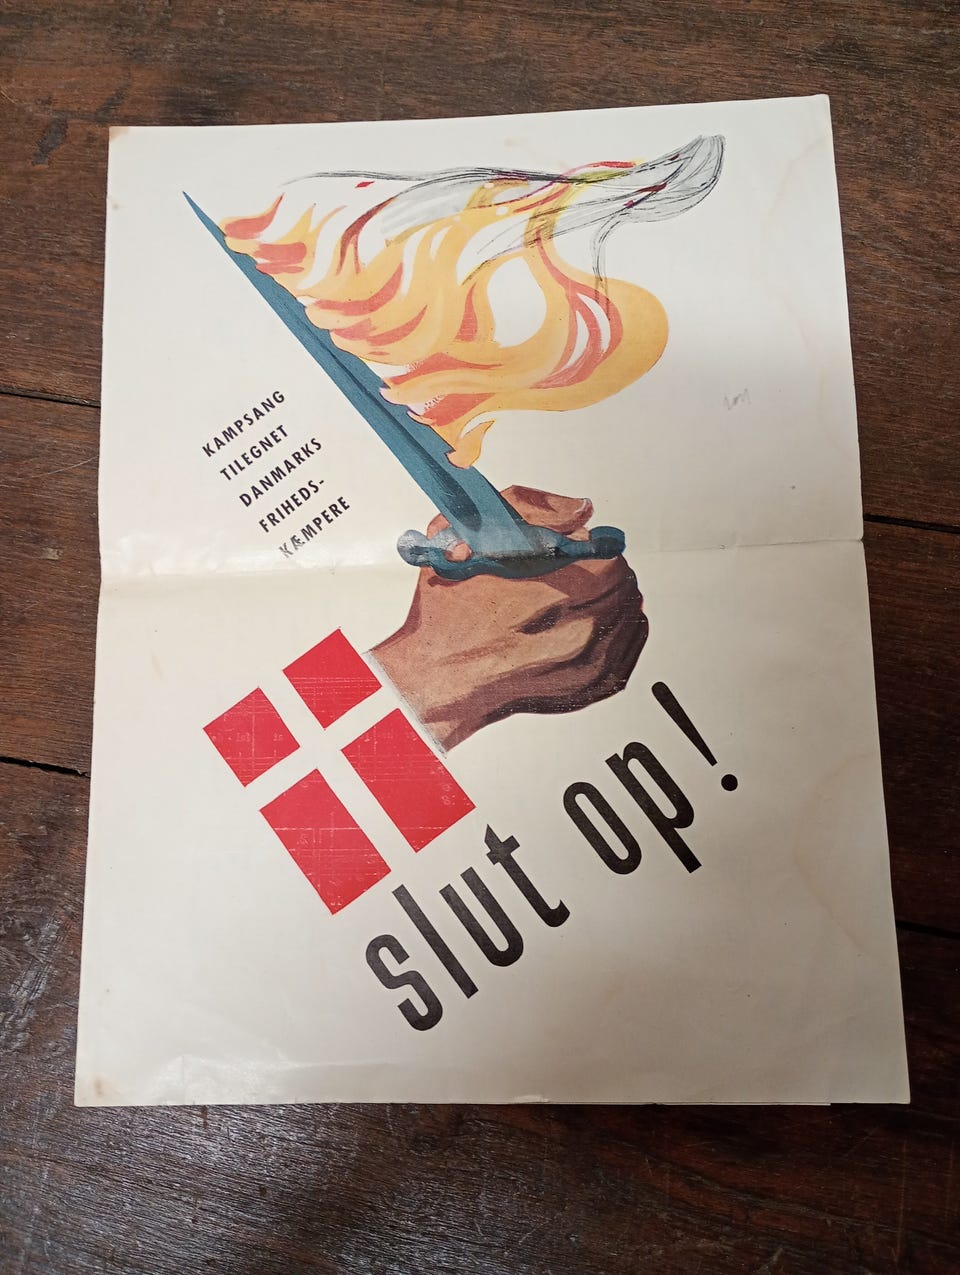 KAMPSANG
TILEGNET
DANMARKS
FRIHEDS-
KÆMPERE
slut op!